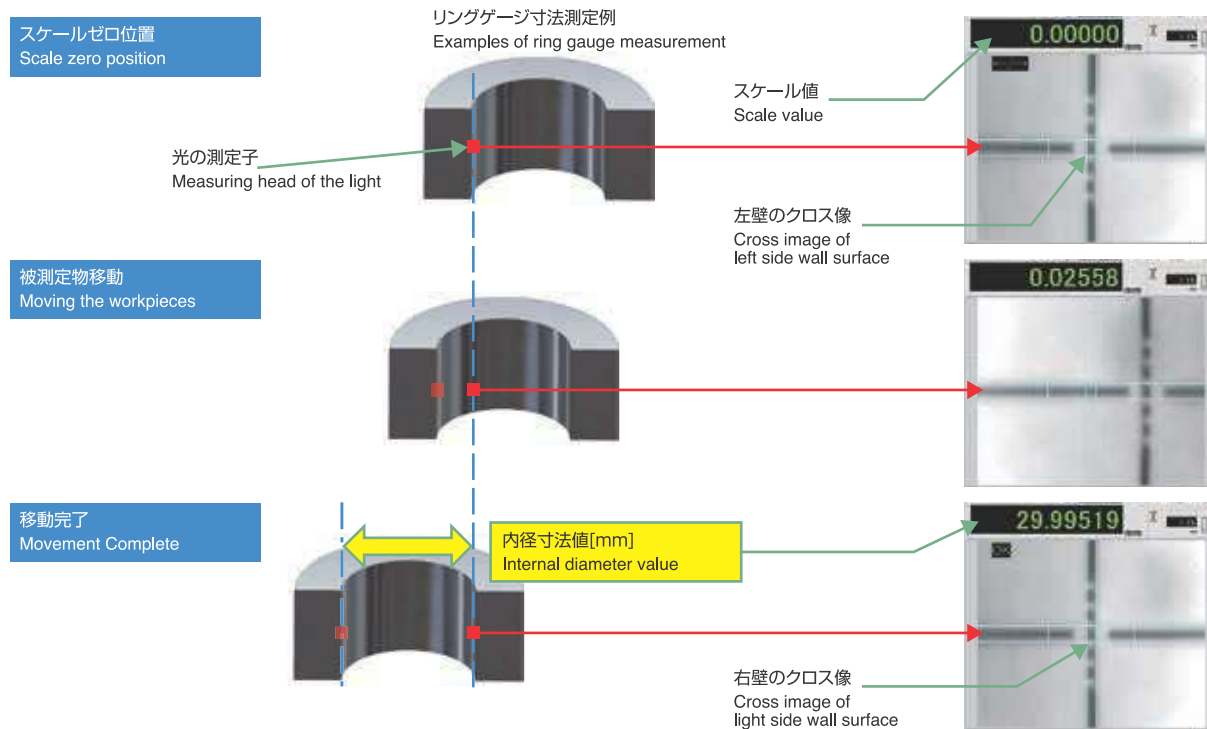 スケールゼロ位置
Scale zero position
リングゲージ寸法測定例
Examples of ring gauge measurement
0.00000
スケール値
Scale value
光の測定子
Measuring head of the light
左壁のクロス像
Cross image of
left side wall surface
被測定物移動
Moving the workpieces
0.02558
移動完了
Movement Complete
内径寸法値[mm]
Internal diameter value
29.99519
右壁のクロス像
Cross image of
light side wall surface